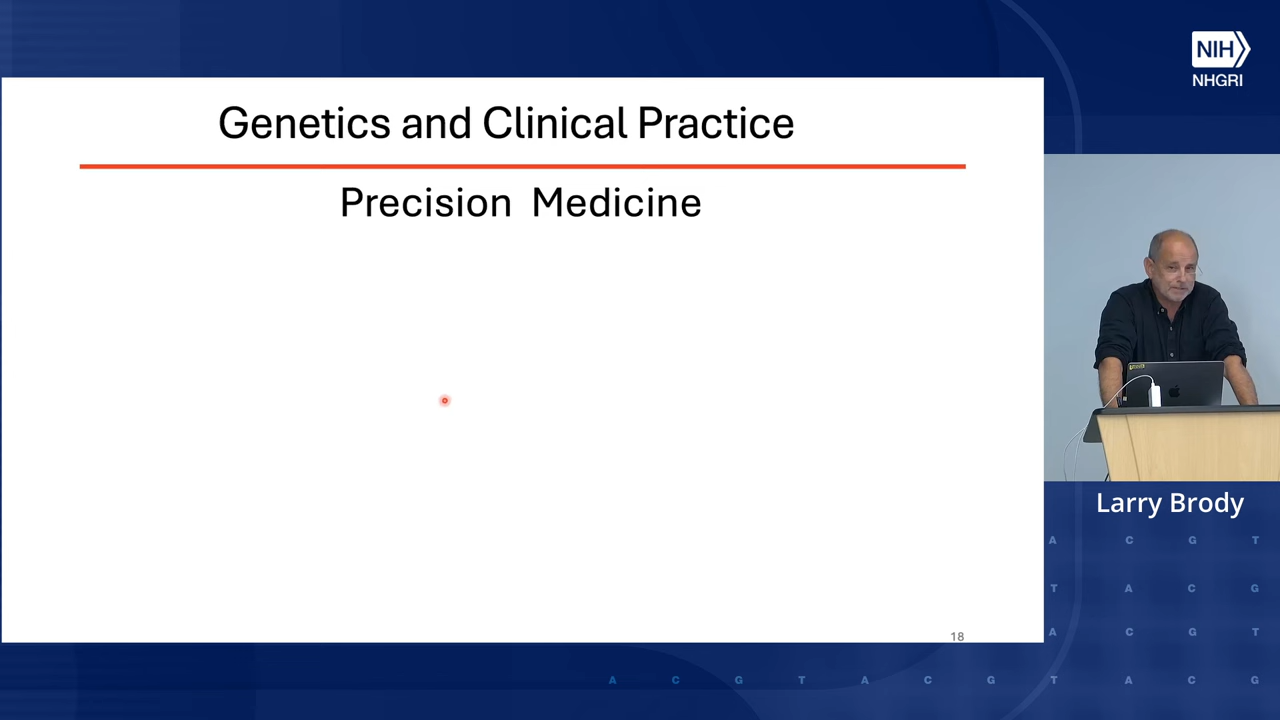 NIH
NHGRI
Genetics and Clinical Practice
Precision Medicine
18
Larry Brody
A C G T
T A C G
A C G T
A C G T A C G T A C G